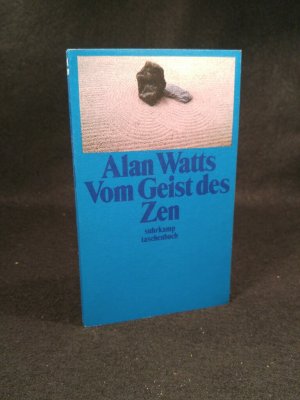 Alan Watts
Vom Geist des
Zen
suhrkamp
taschenbuch